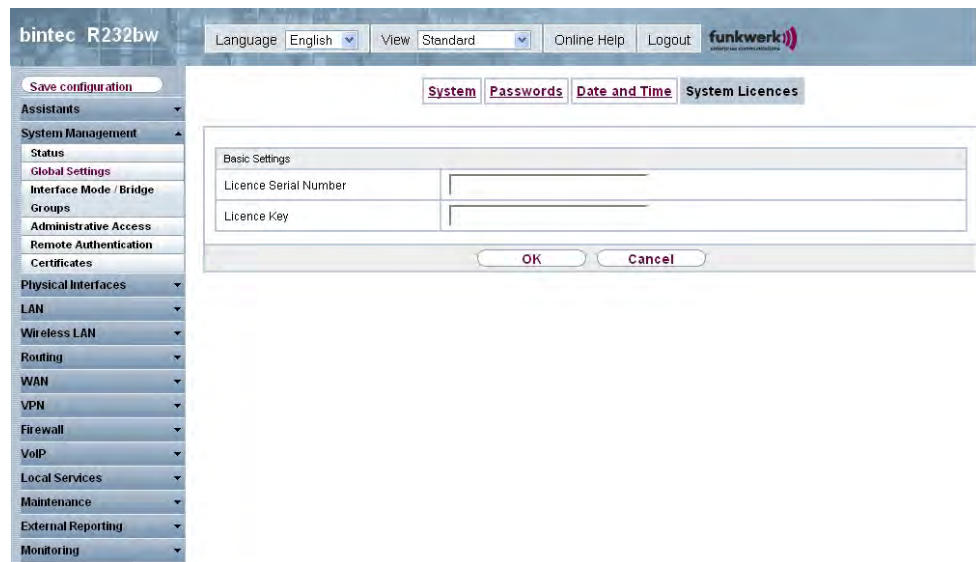 bintec R232bw
Language English View Standard Online Help Logout funkwerk
Save configuration
System Passwords Date and Time System Licences
Assistants
System Management
Status
Global Settings
Interface Mode / Bridge
Groups
Administrative Access
Remote Authentication
Certificates
Physical Interfaces
LAN
Wireless LAN
Routing
WAN
VPN
Firewall
VoIP
Local Services
Maintenance
External Reporting
Monitoring
Basic Settings
Licence Serial Number
Licence Key
OK Cancel